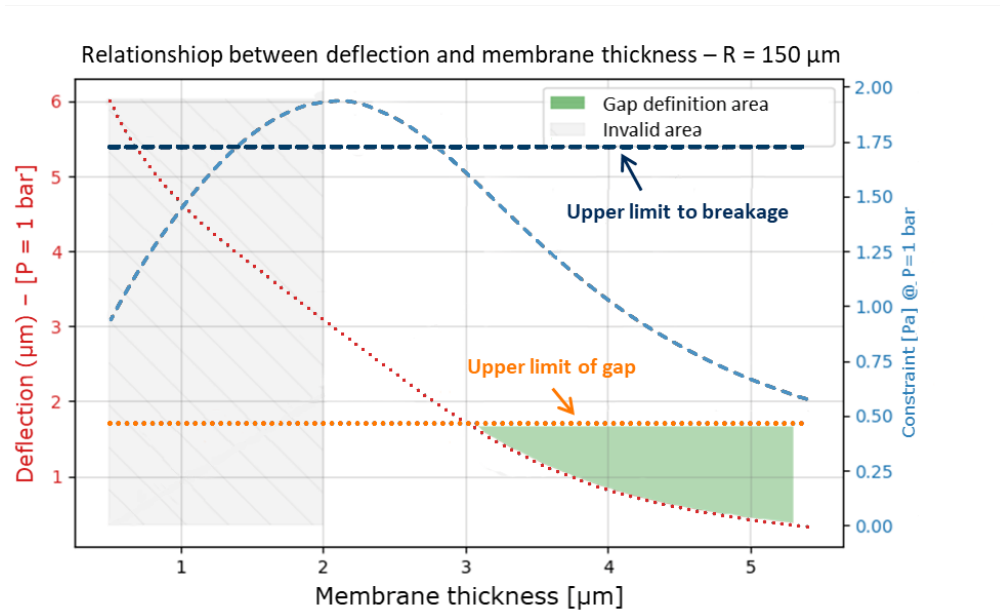 Relationshiop between deflection and membrane thickness – R = 150 µm
Gap definition area
Invalid area
Upper limit to breakage
Upper limit of gap
Deflection (µm) – [P = 1 bar]
6
5
4
3
2
1
2.00
1.75
1.50
1.25
1.00
0.75
0.50
0.25
0.00
Constraint [Pa] @ P=1 bar
1
2
3
4
5
Membrane thickness [µm]